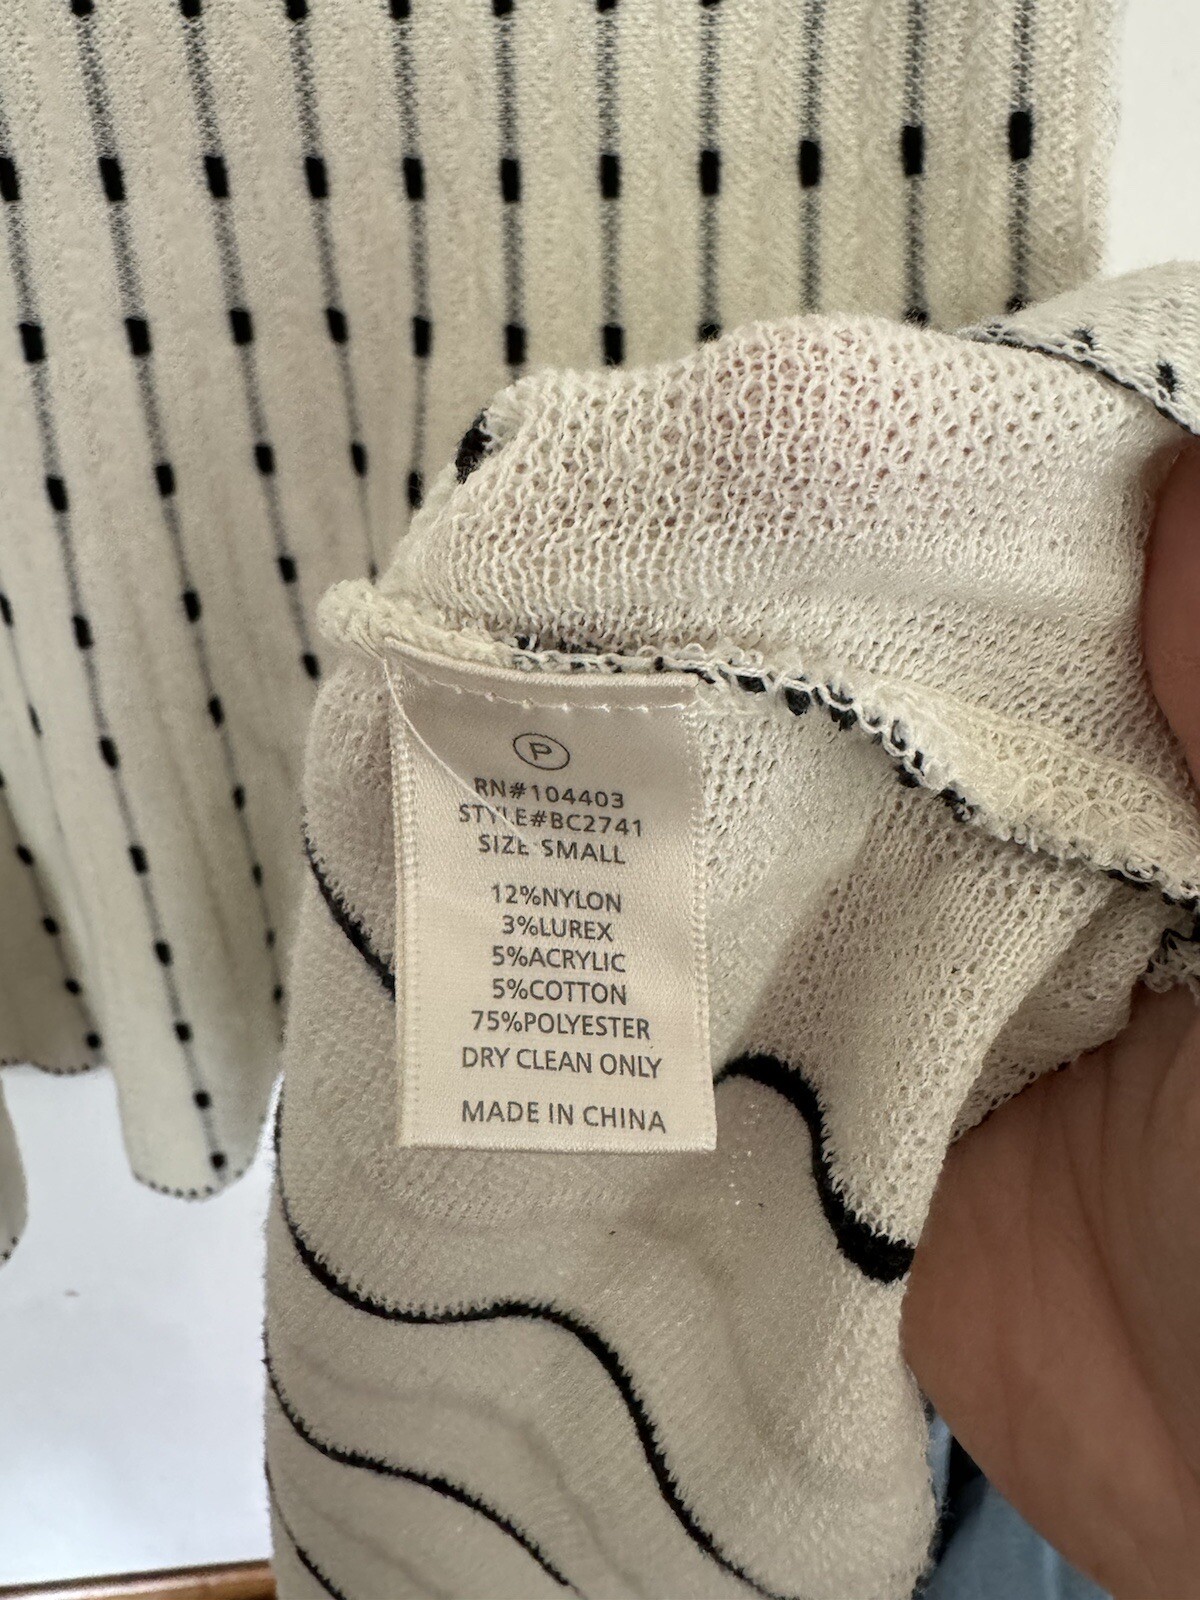 P
RN#104403
STYLE#BC2741
SIZE SMALL
12%NYLON
3%LUREX
5%ACRYLIC
5%COTTON
75%POLYESTER
DRY CLEAN ONLY
MADE IN CHINA